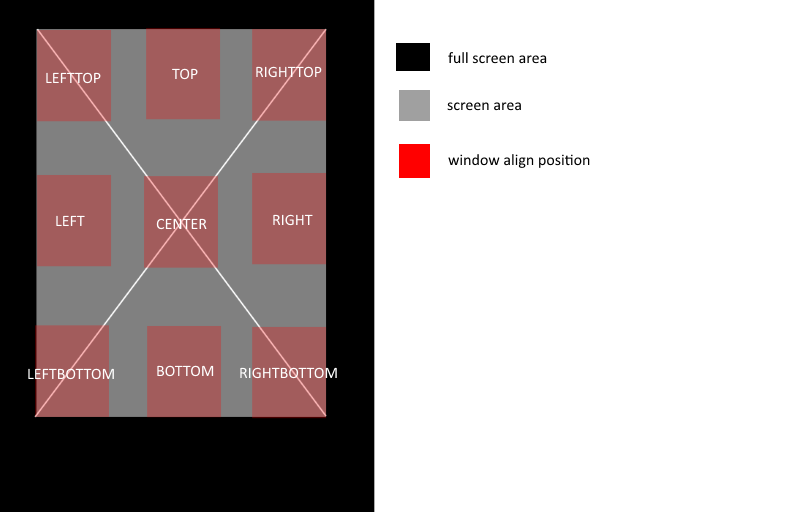 LEFTTOP
TOP
RIGHTTOP
LEFT
CENTER
RIGHT
LEFTBOTTOM
BOTTOM
RIGHTBOTTOM
full screen area
screen area
window align position